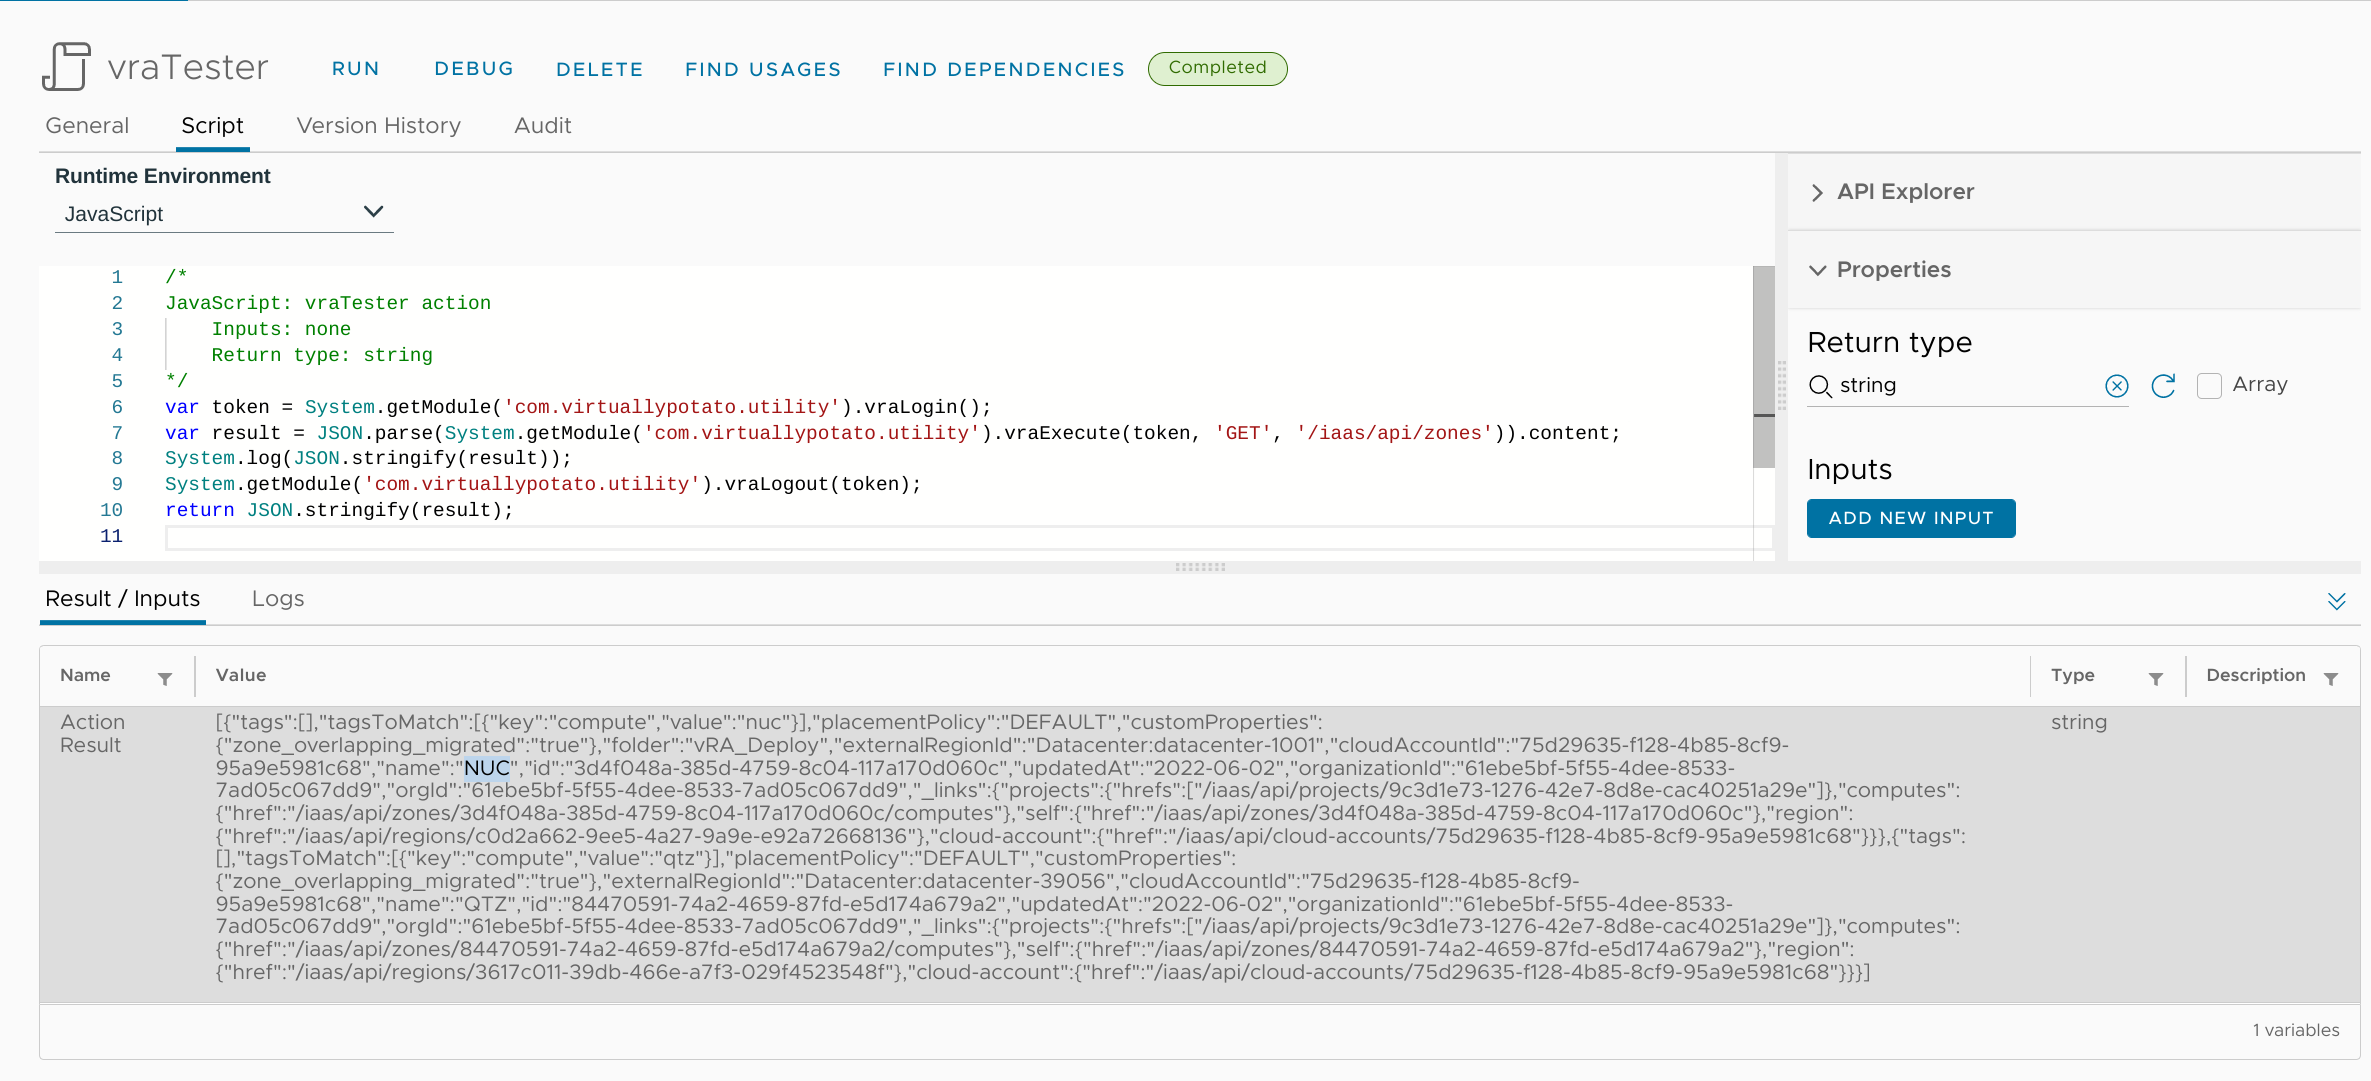 vraTester RUN DEBUG DELETE FIND USAGES FIND DEPENDENCIES Completed
General Script Version History Audit
Runtime Environment
JavaScript
1 /*
2 JavaScript: vraTester action
3 Inputs: none
4 Return type: string
5 */
6 var token = System.getModule('com.virtuallypotato.utility').vraLogin();
7 var result = JSON.parse(System.getModule('com.virtuallypotato.utility').vraExecute(token, 'GET', '/iaas/api/zones')).content;
8 System.log(JSON.stringify(result));
9 System.getModule('com.virtuallypotato.utility').vraLogout(token);
10 return JSON.stringify(result);
11
API Explorer
Properties
Return type
string Array
Inputs
ADD NEW INPUT
Result / Inputs Logs
Name Value Type Description
Action Result
[{"tags":[],"tagsToMatch":[{"key":"compute","value":"nuc"}],"placementPolicy":"DEFAULT","customProperties":
{"zone_overlapping_migrated":"true"},"folder":"vRA_Deploy","externalRegionId":"Datacenter:datacenter-1001","cloudAccountId":"75d29635-f128-4b85-8cf9-
95a9e5981c68","name":"NUC","id":"3d4f048a-385d-4759-8c04-117a170d060c","updatedAt":"2022-06-02","organizationId":"61ebe5bf-5f55-4dee-8533-
7ad05c067dd9","orgId":"61ebe5bf-5f55-4dee-8533-7ad05c067dd9","_links":{"projects":{"hrefs":["/iaas/api/projects/9c3d1e73-1276-42e7-8d8e-cac40251a29e"]},"computes":
{"href":"/iaas/api/zones/3d4f048a-385d-4759-8c04-117a170d060c/computes"},"self":{"href":"/iaas/api/zones/3d4f048a-385d-4759-8c04-117a170d060c"},"region":
{"href":"/iaas/api/regions/c0d2a662-9ee5-4a27-9a9e-e92a72668136"},"cloud-account":{"href":"/iaas/api/cloud-accounts/75d29635-f128-4b85-8cf9-95a9e5981c68"}}},{"tags":
[],"tagsToMatch":[{"key":"compute","value":"qtz"}],"placementPolicy":"DEFAULT","customProperties":
{"zone_overlapping_migrated":"true"},"externalRegionId":"Datacenter:datacenter-39056","cloudAccountId":"75d29635-f128-4b85-8cf9-
95a9e5981c68","name":"QTZ","id":"84470591-74a2-4659-87fd-e5d174a679a2","updatedAt":"2022-06-02","organizationId":"61ebe5bf-5f55-4dee-8533-
7ad05c067dd9","orgId":"61ebe5bf-5f55-4dee-8533-7ad05c067dd9","_links":{"projects":{"hrefs":["/iaas/api/projects/9c3d1e73-1276-42e7-8d8e-cac40251a29e"]},"computes":
{"href":"/iaas/api/zones/84470591-74a2-4659-87fd-e5d174a679a2/computes"},"self":{"href":"/iaas/api/zones/84470591-74a2-4659-87fd-e5d174a679a2"},"region":
{"href":"/iaas/api/regions/3617c011-39db-466e-a7f3-029f4523548f"},"cloud-account":{"href":"/iaas/api/cloud-accounts/75d29635-f128-4b85-8cf9-95a9e5981c68"}}}]
string
1 variables